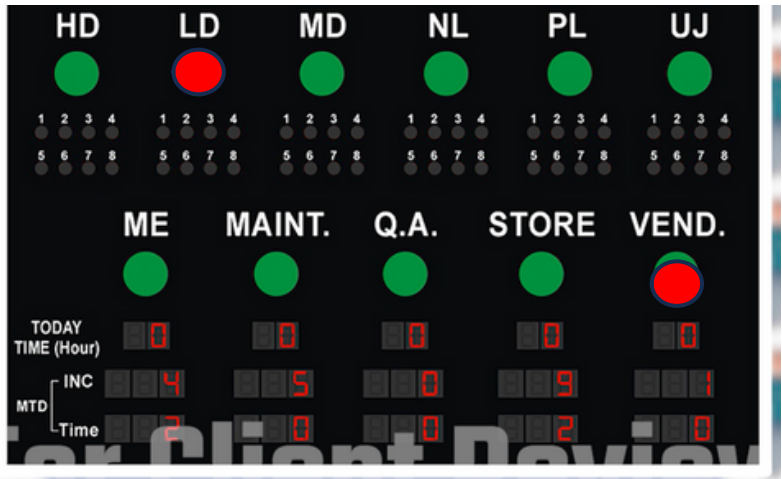 HD LD MD NL PL UJ
1 2 3 4 1 2 3 4 1 2 3 4 1 2 3 4 1 2 3 4 1 2 3 4
5 6 7 8 5 6 7 8 5 6 7 8 5 6 7 8 5 6 7 8 5 6 7 8
ME MAINT. Q.A. STORE VEND.
TODAY
TIME (Hour) 0 0 0 0 0
INC 4 5 0 9 1
MTD
Time 2 0 0 2 0
For Client Review